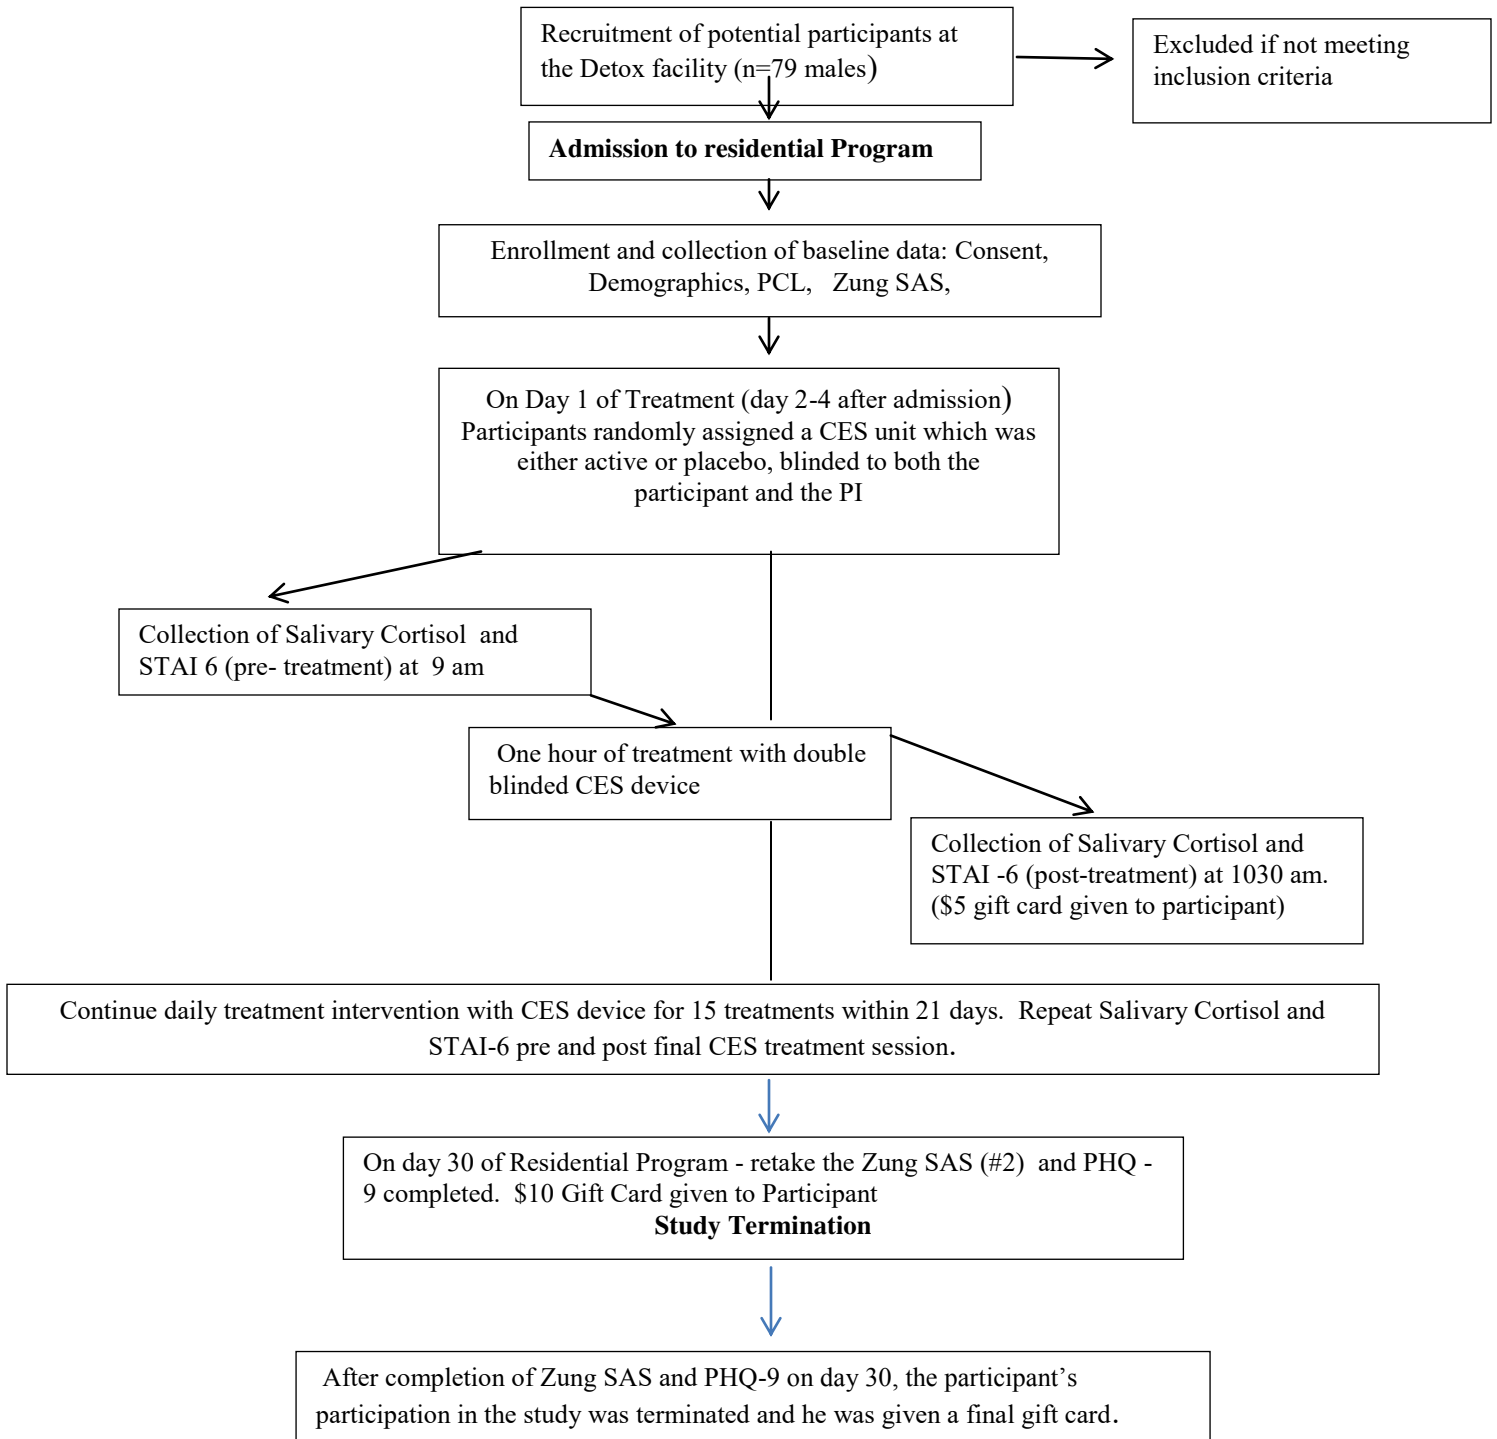 Recruitment of potential participants at
the Detox facility (n=79 males)
Excluded if not meeting
inclusion criteria
Admission to residential Program
Enrollment and collection of baseline data: Consent,
Demographics, PCL, Zung SAS,
On Day 1 of Treatment (day 2-4 after admission)
Participants randomly assigned a CES unit which was
either active or placebo, blinded to both the
participant and the PI
Collection of Salivary Cortisol and
STAI 6 (pre- treatment) at 9 am
One hour of treatment with double
blinded CES device
Collection of Salivary Cortisol and
STAI -6 (post-treatment) at 1030 am.
($5 gift card given to participant)
Continue daily treatment intervention with CES device for 15 treatments within 21 days. Repeat Salivary Cortisol and
STAI-6 pre and post final CES treatment session.
On day 30 of Residential Program - retake the Zung SAS (#2) and PHQ -
9 completed. $10 Gift Card given to Participant
Study Termination
After completion of Zung SAS and PHQ-9 on day 30, the participant’s
participation in the study was terminated and he was given a final gift card.